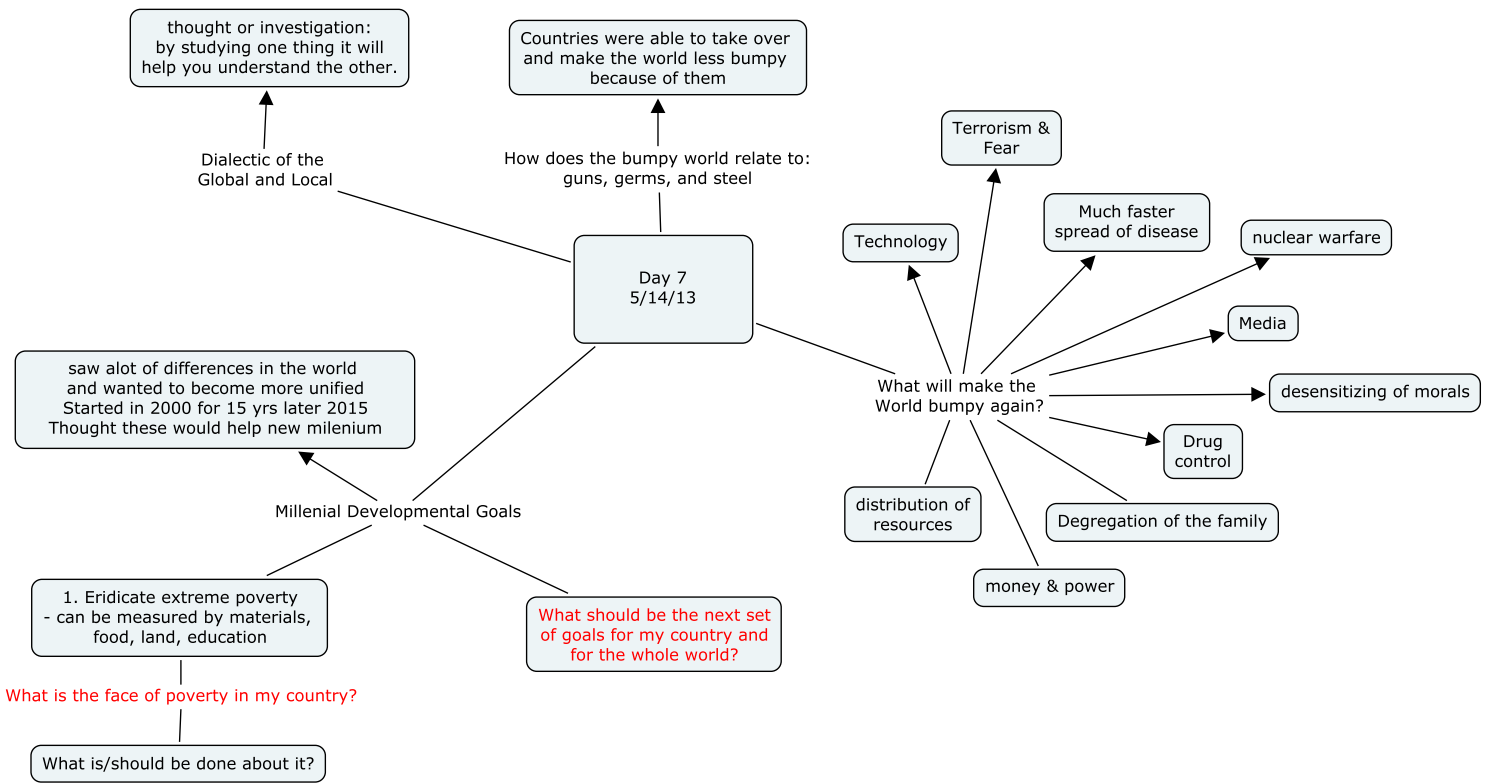 thought or investigation:
by studying one thing it will
help you understand the other.
Countries were able to take over
and make the world less bumpy
because of them
Dialectic of the
Global and Local
How does the bumpy world relate to:
guns, germs, and steel
Day 7
5/14/13
Terrorism &
Fear
Technology
Much faster
spread of disease
nuclear warfare
Media
What will make the
World bumpy again?
desensitizing of morals
Drug
control
distribution of
resources
Degregation of the family
money & power
saw alot of differences in the world
and wanted to become more unified
Started in 2000 for 15 yrs later 2015
Thought these would help new milenium
Millenial Developmental Goals
1. Eridicate extreme poverty
- can be measured by materials,
food, land, education
What should be the next set
of goals for my country and
for the whole world?
What is the face of poverty in my country?
What is/should be done about it?